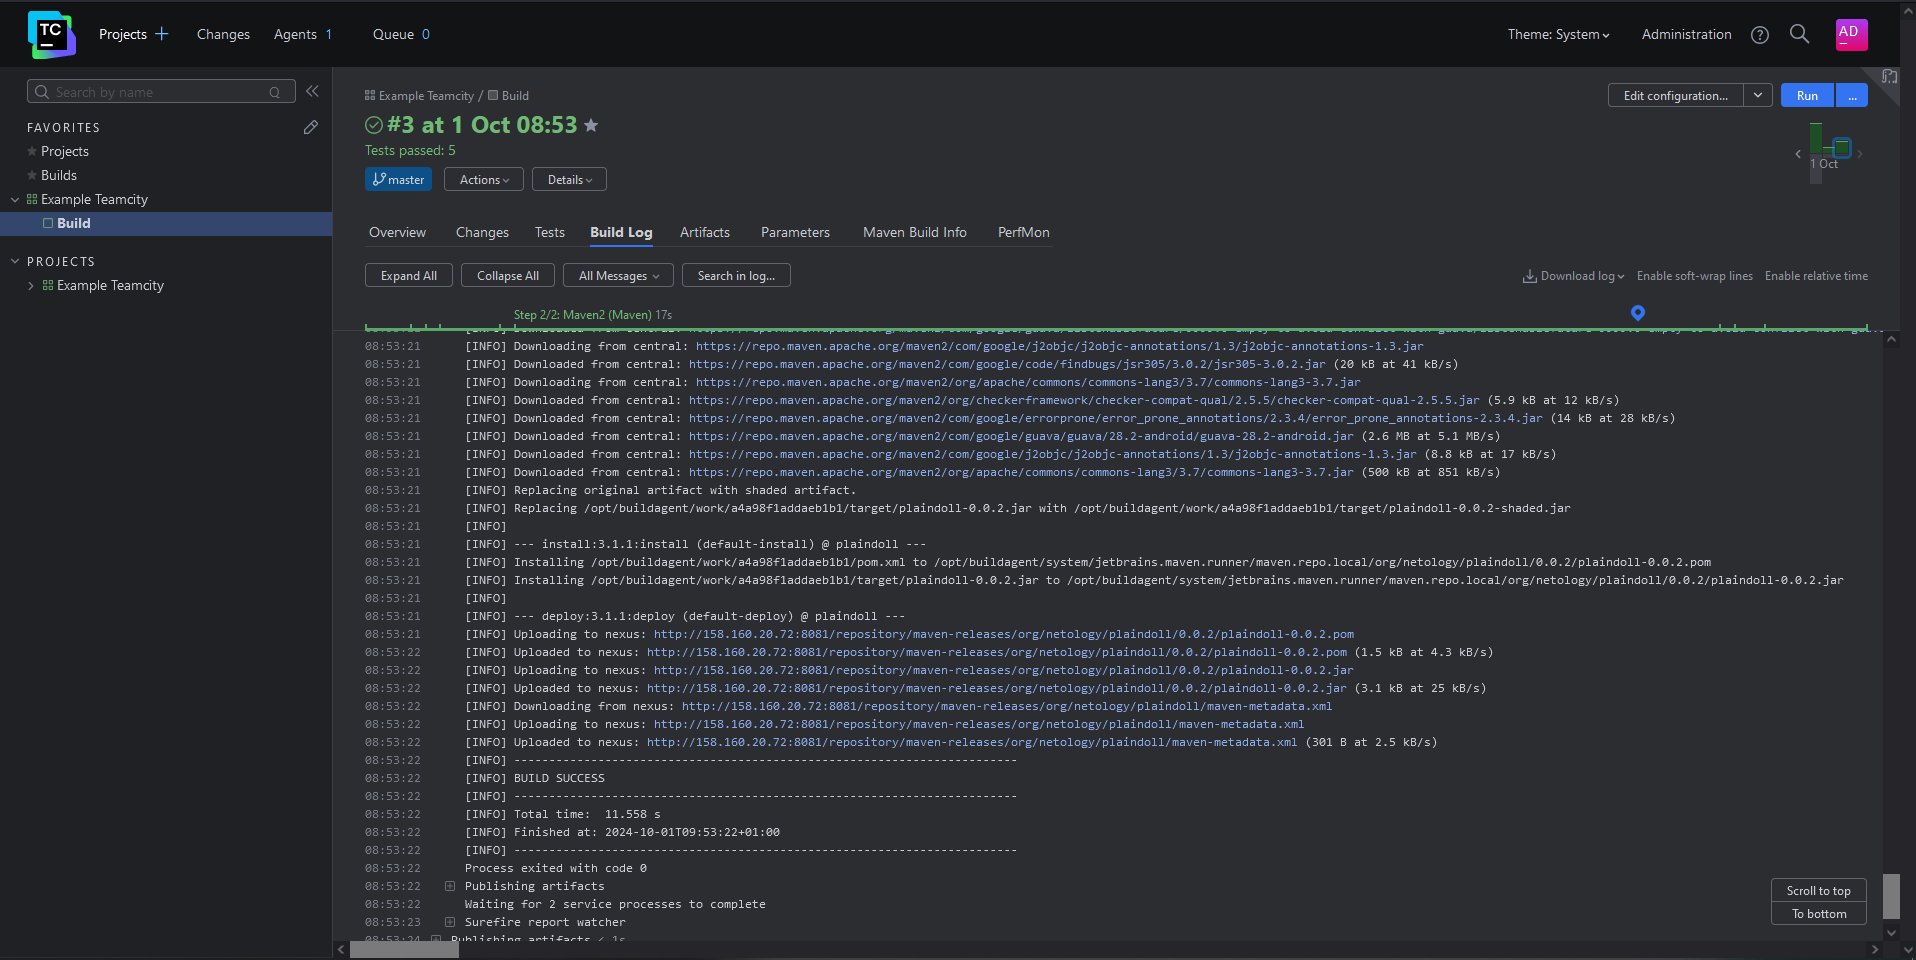 TC
Projects
Changes
Agents 1
Queue 0
Theme: System
Administration
?
AD
Search by name
FAVORITES
Projects
Builds
Example Teamcity
Build
PROJECTS
Example Teamcity
Example Teamcity / Build
Edit configuration...
Run
...
#3 at 1 Oct 08:53
Tests passed: 5
1 Oct
master
Actions
Details
Overview
Changes
Tests
Build Log
Artifacts
Parameters
Maven Build Info
PerfMon
Expand All
Collapse All
All Messages
Search in log...
Download log
Enable soft-wrap lines
Enable relative time
Step 2/2: Maven2 (Maven) 17s
08:53:21 [INFO] Downloading from central: https://repo.maven.apache.org/maven2/com/google/j2objc/j2objc-annotations/1.3/j2objc-annotations-1.3.jar
08:53:21 [INFO] Downloaded from central: https://repo.maven.apache.org/maven2/com/google/code/findbugs/jsr305/3.0.2/jsr305-3.0.2.jar (20 kB at 41 kB/s)
08:53:21 [INFO] Downloading from central: https://repo.maven.apache.org/maven2/org/apache/commons/commons-lang3/3.7/commons-lang3-3.7.jar
08:53:21 [INFO] Downloaded from central: https://repo.maven.apache.org/maven2/org/checkerframework/checker-compat-qual/2.5.5/checker-compat-qual-2.5.5.jar (5.9 kB at 12 kB/s)
08:53:21 [INFO] Downloaded from central: https://repo.maven.apache.org/maven2/com/google/errorprone/error_prone_annotations/2.3.4/error_prone_annotations-2.3.4.jar (14 kB at 28 kB/s)
08:53:21 [INFO] Downloaded from central: https://repo.maven.apache.org/maven2/com/google/guava/guava/28.2-android/guava-28.2-android.jar (2.6 MB at 5.1 MB/s)
08:53:21 [INFO] Downloaded from central: https://repo.maven.apache.org/maven2/com/google/j2objc/j2objc-annotations/1.3/j2objc-annotations-1.3.jar (8.8 kB at 17 kB/s)
08:53:21 [INFO] Downloaded from central: https://repo.maven.apache.org/maven2/org/apache/commons/commons-lang3/3.7/commons-lang3-3.7.jar (500 kB at 851 kB/s)
08:53:21 [INFO] Replacing original artifact with shaded artifact.
08:53:21 [INFO] Replacing /opt/buildagent/work/a4a98f1addaeb1b1/target/plaindoll-0.0.2.jar with /opt/buildagent/work/a4a98f1addaeb1b1/target/plaindoll-0.0.2-shaded.jar
08:53:21 [INFO]
08:53:21 [INFO] --- install:3.1.1:install (default-install) @ plaindoll ---
08:53:21 [INFO] Installing /opt/buildagent/work/a4a98f1addaeb1b1/pom.xml to /opt/buildagent/system/jetbrains.maven.runner/maven.repo.local/org/netology/plaindoll/0.0.2/plaindoll-0.0.2.pom
08:53:21 [INFO] Installing /opt/buildagent/work/a4a98f1addaeb1b1/target/plaindoll-0.0.2.jar to /opt/buildagent/system/jetbrains.maven.runner/maven.repo.local/org/netology/plaindoll/0.0.2/plaindoll-0.0.2.jar
08:53:21 [INFO]
08:53:21 [INFO] --- deploy:3.1.1:deploy (default-deploy) @ plaindoll ---
08:53:21 [INFO] Uploading to nexus: http://158.160.20.72:8081/repository/maven-releases/org/netology/plaindoll/0.0.2/plaindoll-0.0.2.pom
08:53:22 [INFO] Uploaded to nexus: http://158.160.20.72:8081/repository/maven-releases/org/netology/plaindoll/0.0.2/plaindoll-0.0.2.pom (1.5 kB at 4.3 kB/s)
08:53:22 [INFO] Uploading to nexus: http://158.160.20.72:8081/repository/maven-releases/org/netology/plaindoll/0.0.2/plaindoll-0.0.2.jar
08:53:22 [INFO] Uploaded to nexus: http://158.160.20.72:8081/repository/maven-releases/org/netology/plaindoll/0.0.2/plaindoll-0.0.2.jar (3.1 kB at 25 kB/s)
08:53:22 [INFO] Downloading from nexus: http://158.160.20.72:8081/repository/maven-releases/org/netology/plaindoll/maven-metadata.xml
08:53:22 [INFO] Uploading to nexus: http://158.160.20.72:8081/repository/maven-releases/org/netology/plaindoll/maven-metadata.xml
08:53:22 [INFO] Uploaded to nexus: http://158.160.20.72:8081/repository/maven-releases/org/netology/plaindoll/maven-metadata.xml (301 B at 2.5 kB/s)
08:53:22 [INFO] ------------------------------------------------------------------------
08:53:22 [INFO] BUILD SUCCESS
08:53:22 [INFO] ------------------------------------------------------------------------
08:53:22 [INFO] Total time:  11.558 s
08:53:22 [INFO] Finished at: 2024-10-01T09:53:22+01:00
08:53:22 [INFO] ------------------------------------------------------------------------
08:53:22 Process exited with code 0
08:53:22 Publishing artifacts
08:53:22 Waiting for 2 service processes to complete
08:53:23 Surefire report watcher
08:53:24 Publishing artifacts < 1s
Scroll to top
To bottom